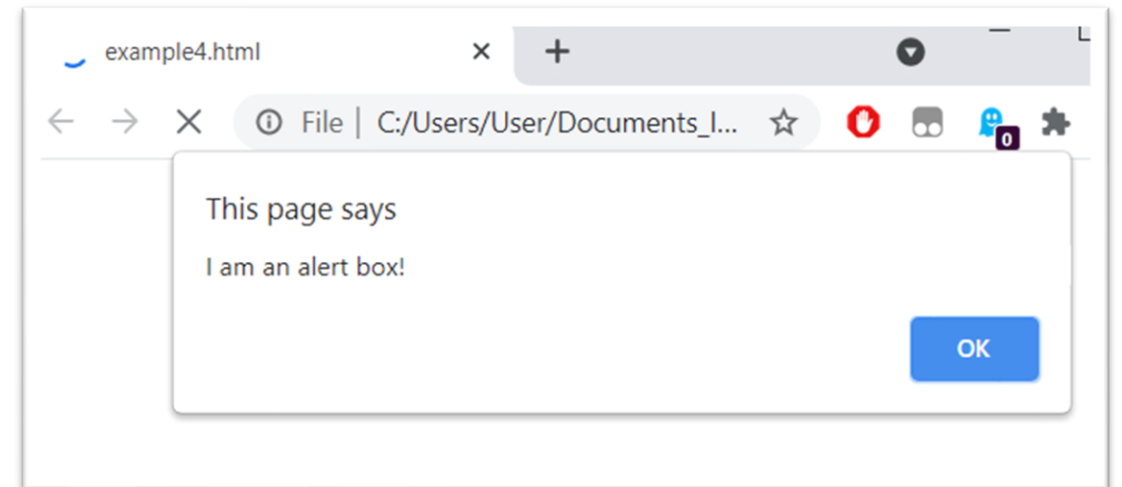 example4.html
File | C:/Users/User/Documents_I...
0
This page says
I am an alert box!
OK